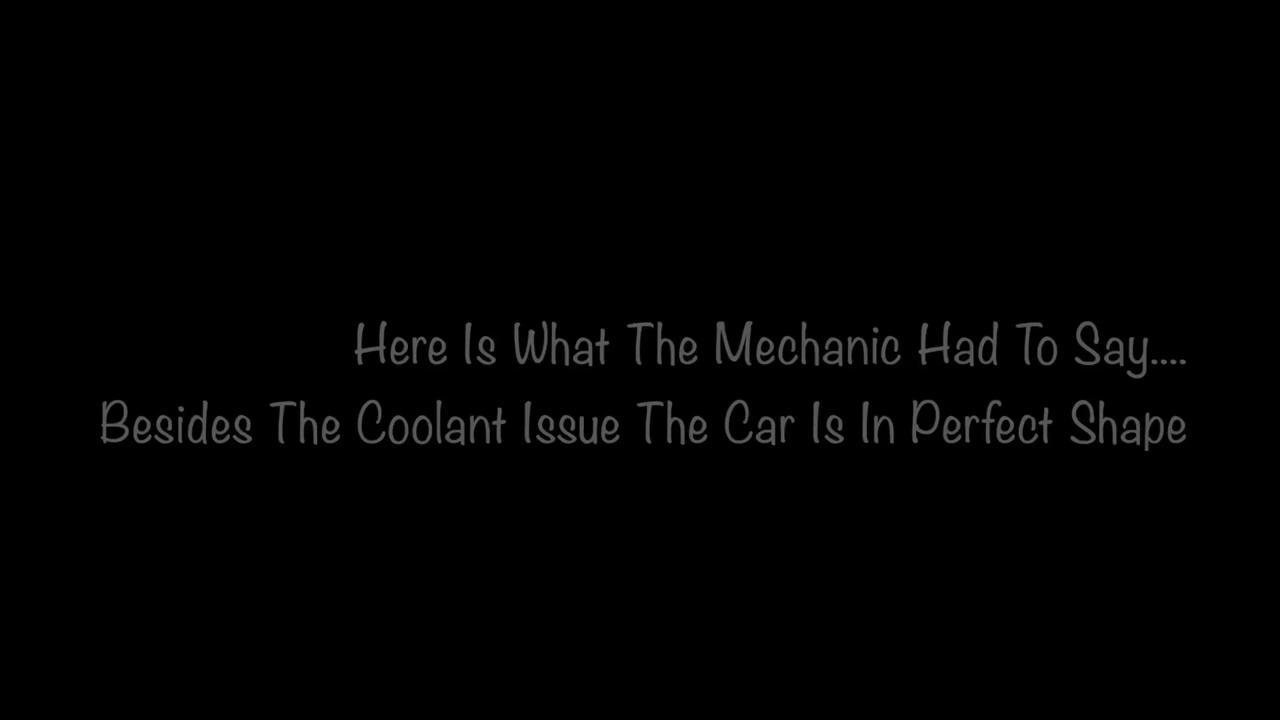 Here Is What The Mechanic Had To Say....
Besides The Coolant Issue The Car Is In Perfect Shape